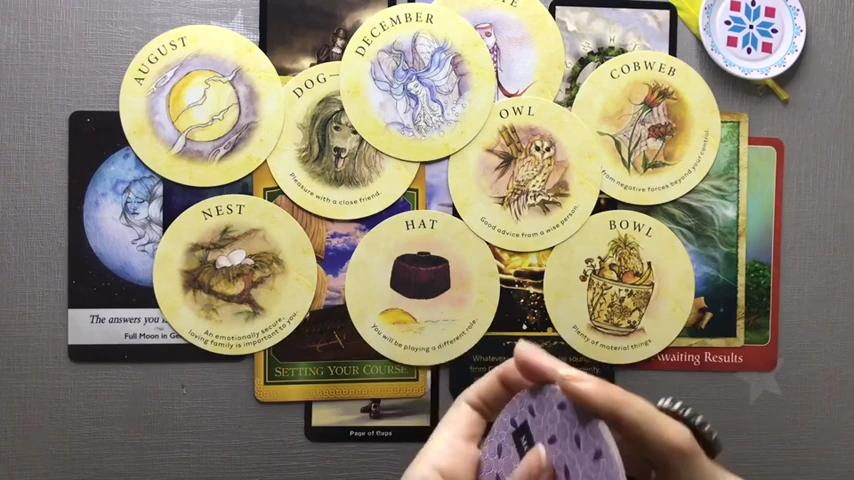 AUGUST
DOG
Pleasure with a close friend.
DECEMBER
OWL
Good advice from a wise person.
COBWEB
from negative forces beyond your control.
NEST
An emotionally secure,
loving family is important to you.
HAT
You will be playing a different role.
BOWL
Plenty of material things.
The answers you
Full Moon in
SETTING YOUR COURSE
Page of Cups
Whatever
Awaiting Results